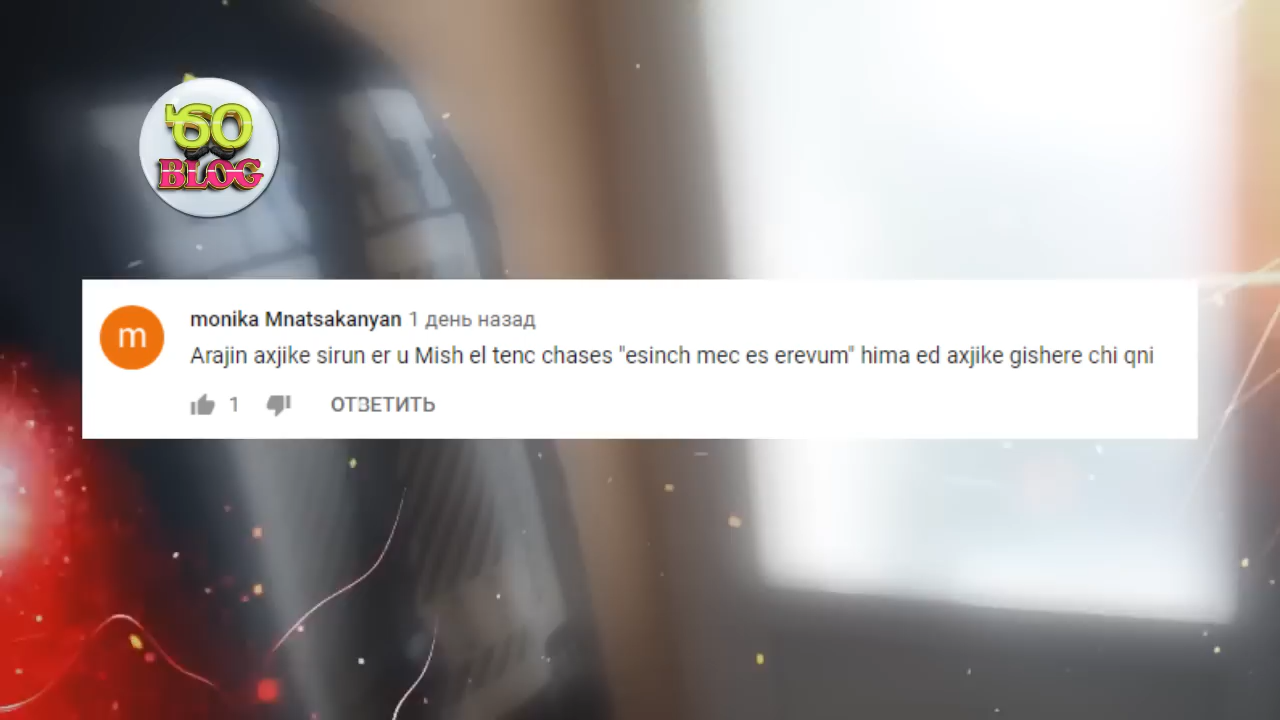 60
BLOG
m
monika Mnatsakanyan 1 день назад
Arajin axjike sirun er u Mish el tenc chases "esinch mec es erevum" hima ed axjike gishere chi qni
1
ОТВЕТИТЬ